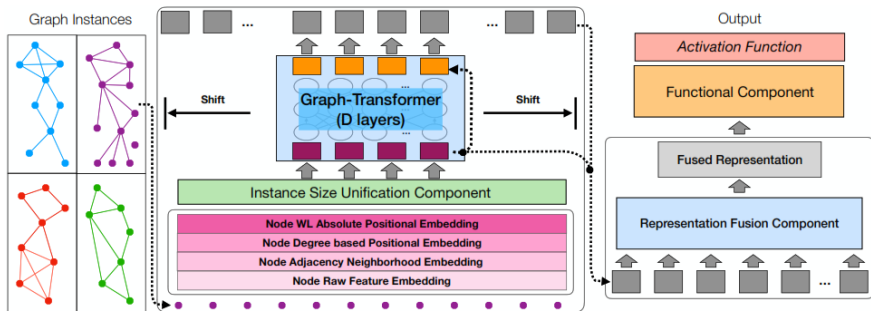 Graph Instances
...
...
Output
Activation Function
Functional Component
Fused Representation
Representation Fusion Component
...
Shift
Graph-Transformer
(D layers)
...
...
Shift
Instance Size Unification Component
Node WL Absolute Positional Embedding
Node Degree based Positional Embedding
Node Adjacency Neighborhood Embedding
Node Raw Feature Embedding